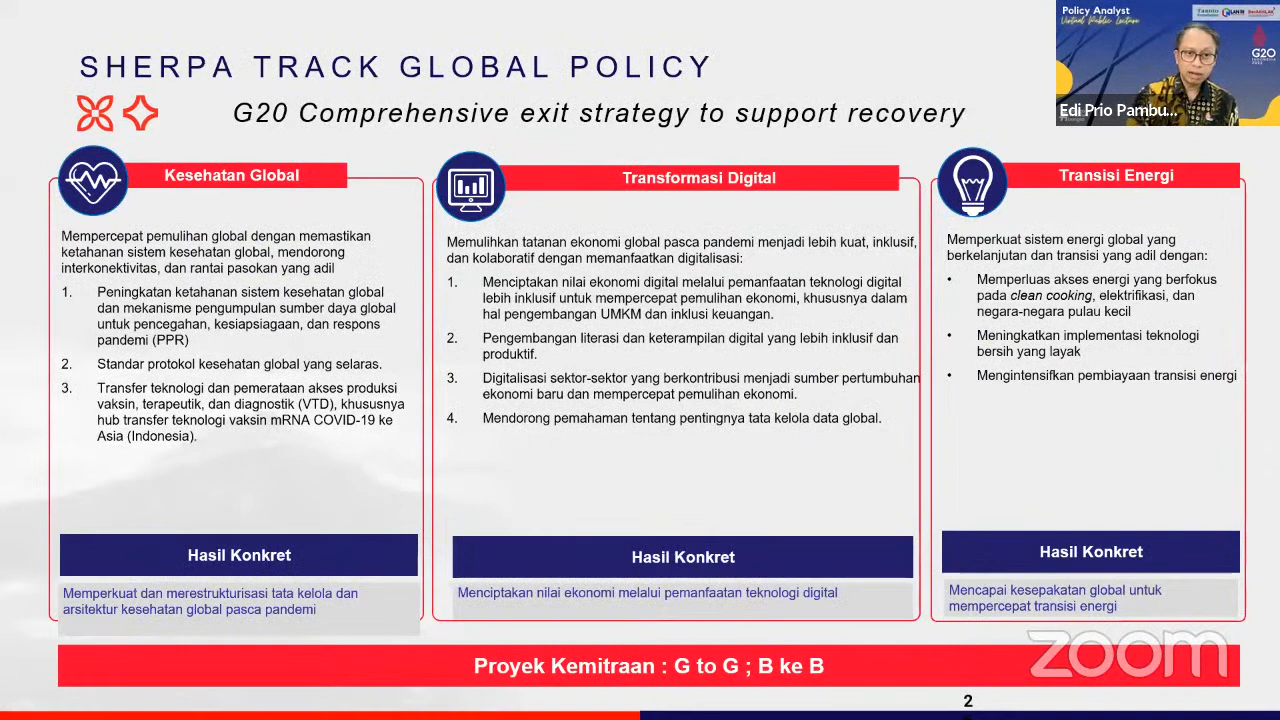 SHERPA TRACK GLOBAL POLICY
G20 Comprehensive exit strategy to support recovery
Policy Analyst
Virtual Public Lecture
Tanoto
Foundation
G20
INDONESIA
2022
Edi Prio Pambu...
Kesehatan Global
Mempercepat pemulihan global dengan memastikan
ketahanan sistem kesehatan global, mendorong
interkonektivitas, dan rantai pasokan yang adil
1. Peningkatan ketahanan sistem kesehatan global
dan mekanisme pengumpulan sumber daya global
untuk pencegahan, kesiapsiagaan, dan respons
pandemi (PPR)
2. Standar protokol kesehatan global yang selaras.
3. Transfer teknologi dan pemerataan akses produksi
vaksin, terapeutik, dan diagnostik (VTD), khususnya
hub transfer teknologi vaksin mRNA COVID-19 ke
Asia (Indonesia).
Hasil Konkret
Memperkuat dan merestrukturisasi tata kelola dan
arsitektur kesehatan global pasca pandemi
Transformasi Digital
Memulihkan tatanan ekonomi global pasca pandemi menjadi lebih kuat, inklusif,
dan kolaboratif dengan memanfaatkan digitalisasi:
1. Menciptakan nilai ekonomi digital melalui pemanfaatan teknologi digital
lebih inklusif untuk mempercepat pemulihan ekonomi, khususnya dalam
hal pengembangan UMKM dan inklusi keuangan.
2. Pengembangan literasi dan keterampilan digital yang lebih inklusif dan
produktif.
3. Digitalisasi sektor-sektor yang berkontribusi menjadi sumber pertumbuhan
ekonomi baru dan mempercepat pemulihan ekonomi.
4. Mendorong pemahaman tentang pentingnya tata kelola data global.
Hasil Konkret
Menciptakan nilai ekonomi melalui pemanfaatan teknologi digital
Transisi Energi
Memperkuat sistem energi global yang
berkelanjutan dan transisi yang adil dengan:
• Memperluas akses energi yang berfokus
pada clean cooking, elektrifikasi, dan
negara-negara pulau kecil
• Meningkatkan implementasi teknologi
bersih yang layak
• Mengintensifkan pembiayaan transisi energi
Hasil Konkret
Mencapai kesepakatan global untuk
mempercepat transisi energi
Proyek Kemitraan : G to G ; B ke B
zoom
2